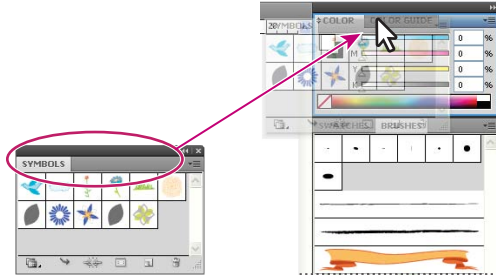 SYMBOLS COLOR COLOR GUIDE
0 %
M 0 %
Y 0 %
K 0 %
SWATCHES BRUSHES
SYMBOLS